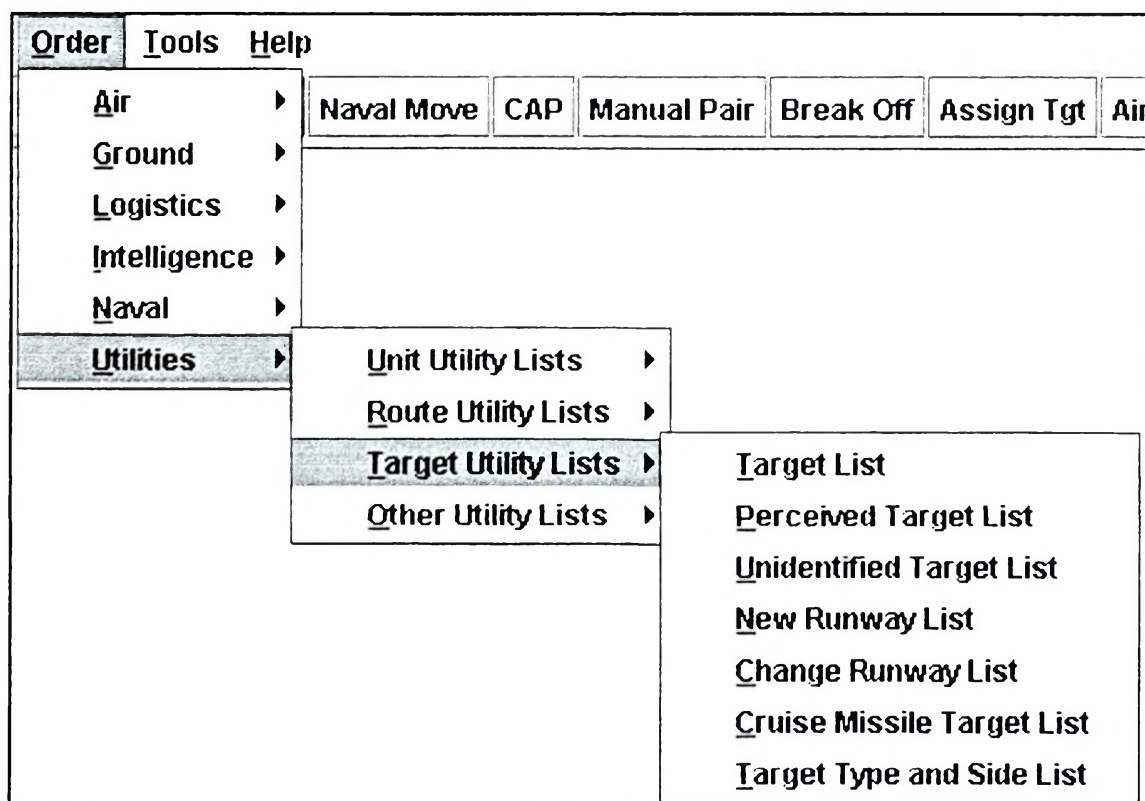 Order Tools Help
Air
Naval Move CAP Manual Pair Break Off Assign Tgt Air
Ground
Logistics
Intelligence
Naval
Utilities
Unit Utility Lists
Route Utility Lists
Target Utility Lists
Other Utility Lists
Target List
Perceived Target List
Unidentified Target List
New Runway List
Change Runway List
Cruise Missile Target List
Target Type and Side List